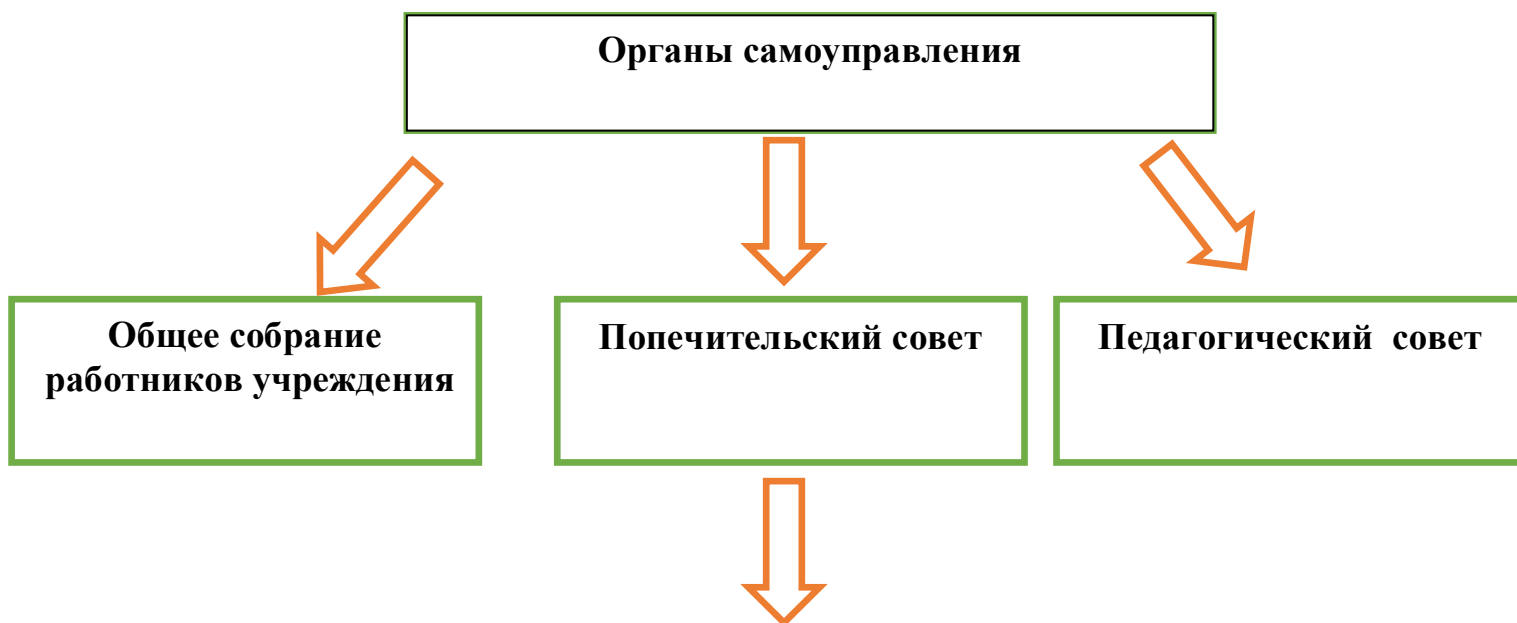 Органы самоуправления
Общее собрание
работников учреждения
Попечительский совет
Педагогический  совет